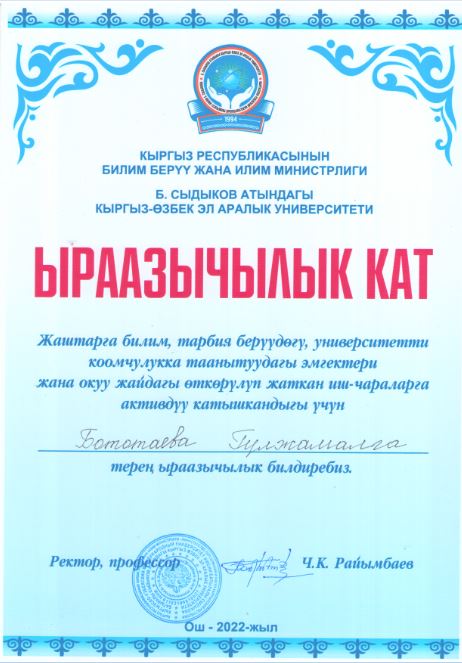 1994
КЫРГЫЗ РЕСПУБЛИКАСЫНЫН
БИЛИМ БЕРҮҮ ЖАНА ИЛИМ МИНИСТРЛИГИ
Б. СЫДЫКОВ АТЫНДАГЫ
КЫРГЫЗ-ӨЗБЕК ЭЛ АРАЛЫК УНИВЕРСИТЕТИ
ЫРААЗЫЧЫЛЫК КАТ
Жаштарга билим, тарбия берүүдөгү, университетти
коомчулукка таанытуудагы эмгектери
жана окуу жайдагы өткөрүлүп жаткан иш-чараларга
активдүү катышкандыгы үчүн
Бототаева Гулжамалга
терең ыраазычылык билдиребиз.
Ректор, профессор Ч.К. Райымбаев
Ош - 2022-жыл